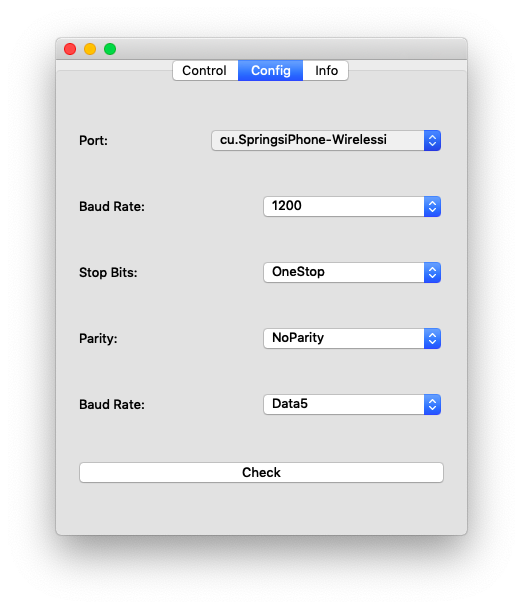 Control Config Info
Port: cu.SpringsiPhone-Wirelessi
Baud Rate: 1200
Stop Bits: OneStop
Parity: NoParity
Baud Rate: Data5
Check